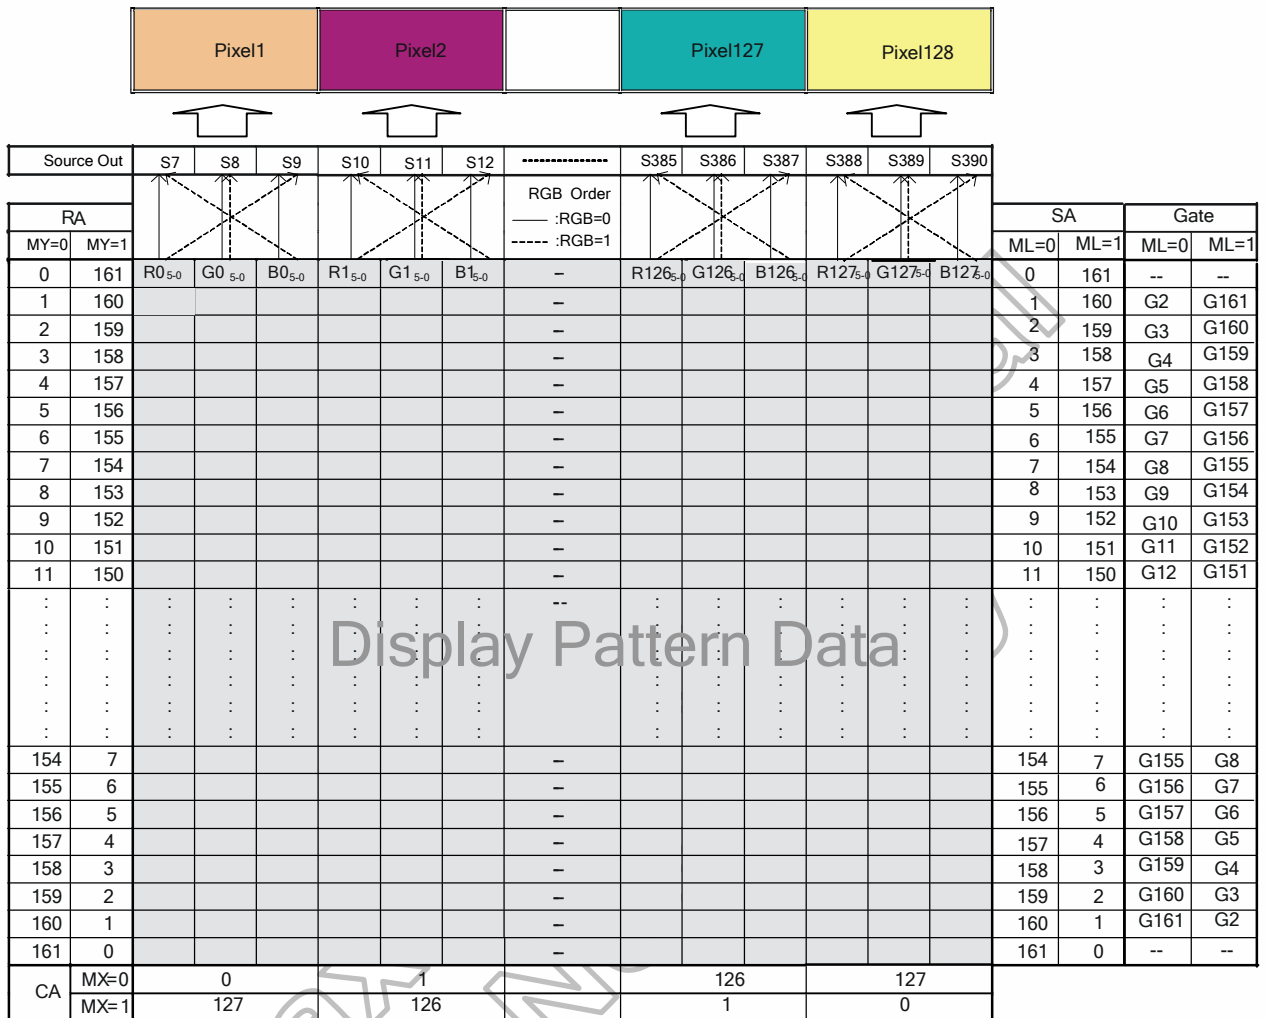 Pixel1 Pixel2 Pixel127 Pixel128
Source Out S7 S8 S9 S10 S11 S12 --------------- S385 S386 S387 S388 S389 S390
RGB Order
—— :RGB=0
----- :RGB=1
RA SA Gate
MY=0 MY=1 ML=0 ML=1 ML=0 ML=1
0 161 R0 5-0 G0 5-0 B0 5-0 R1 5-0 G1 5-0 B1 5-0 – R126 5-0 G126 5-0 B126 5-0 R127 5-0 G127 5-0 B127 5-0 0 161 -- --
1 160 – 1 160 G2 G161
2 159 – 2 159 G3 G160
3 158 – 3 158 G4 G159
4 157 – 4 157 G5 G158
5 156 – 5 156 G6 G157
6 155 – 6 155 G7 G156
7 154 – 7 154 G8 G155
8 153 – 8 153 G9 G154
9 152 – 9 152 G10 G153
10 151 – 10 151 G11 G152
11 150 – 11 150 G12 G151
: : : : : : : : -- : : : : : : : : : :
: : : : : : : : : : : : : : : : : :
Display Pattern Data
: : : : : : : : : : : : : : : : : :
: : : : : : : : : : : : : : : : : :
: : : : : : : : : : : : : : : : : :
: : : : : : : : : : : : : : : : : :
154 7 – 154 7 G155 G8
155 6 – 155 6 G156 G7
156 5 – 156 5 G157 G6
157 4 – 157 4 G158 G5
158 3 – 158 3 G159 G4
159 2 – 159 2 G160 G3
160 1 – 160 1 G161 G2
161 0 – 161 0 -- --
CA MX=0 0 1 126 127
MX=1 127 126 1 0